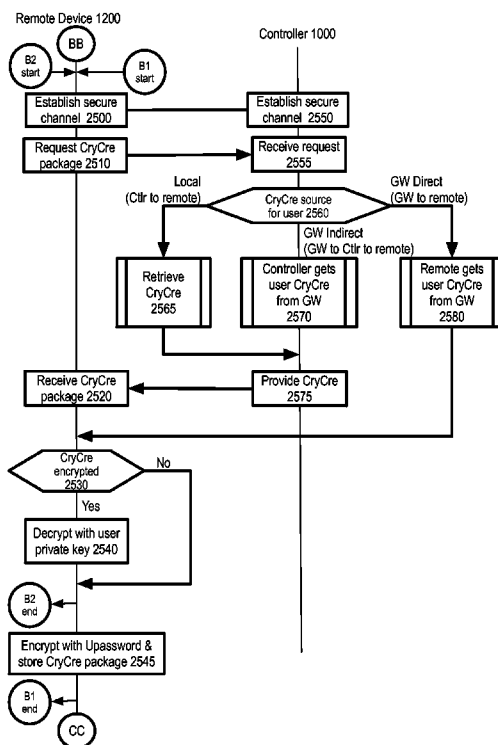 Remote Device 1200
Controller 1000
BB
B2
start
B1
start
Establish secure
channel 2500
Establish secure
channel 2550
Request CryCre
package 2510
Receive request
2555
Local
(Ctlr to remote)
CryCre source
for user 2560
GW Direct
(GW to remote)
GW Indirect
(GW to Ctlr to remote)
Retrieve
CryCre
2565
Controller gets
user CryCre
from GW
2570
Remote gets
user CryCre
from GW
2580
Receive CryCre
package 2520
Provide CryCre
2575
CryCre
encrypted
2530
No
Yes
Decrypt with user
private key 2540
B2
end
Encrypt with Upassword &
store CryCre package 2545
B1
end
CC